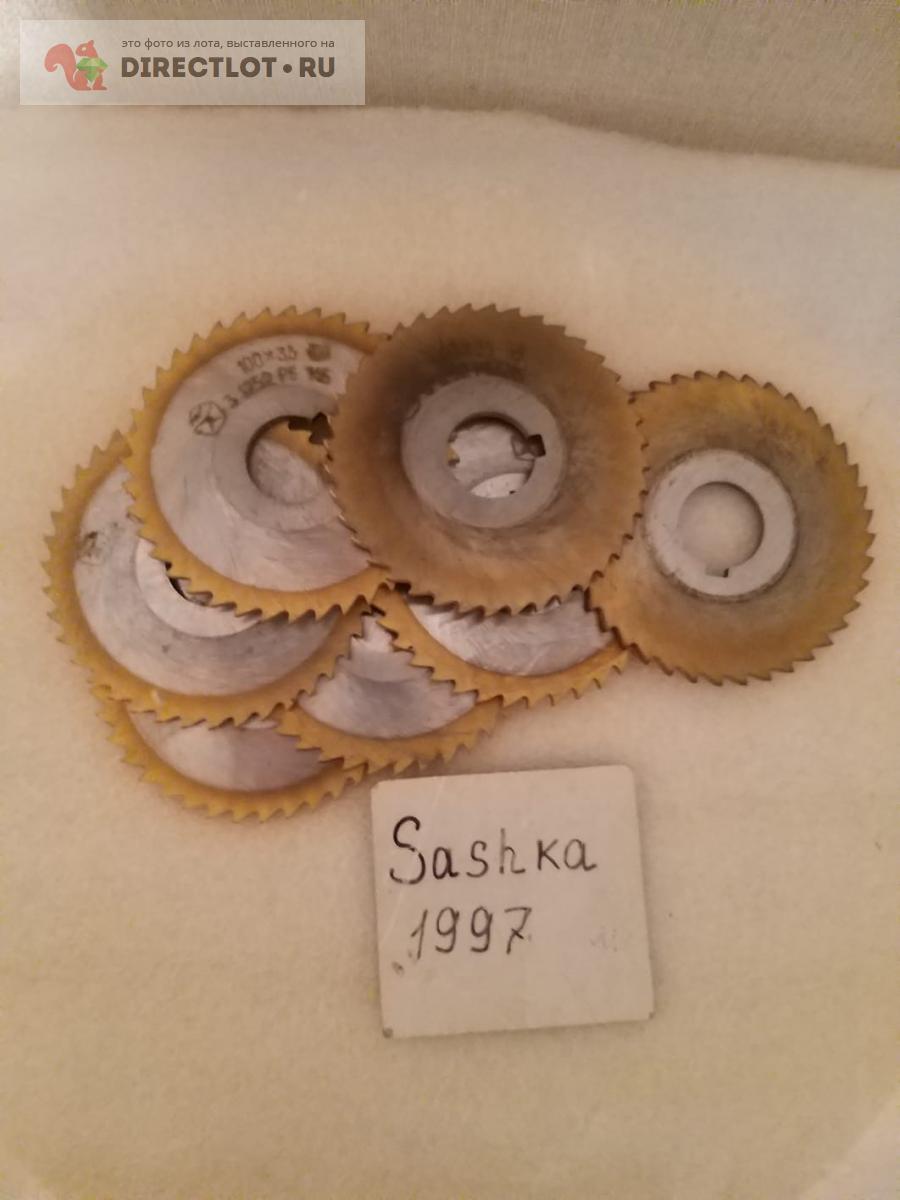 это фото из лота, выставленного на
DIRECTLOT•RU
100×3,5
Sashka
1997